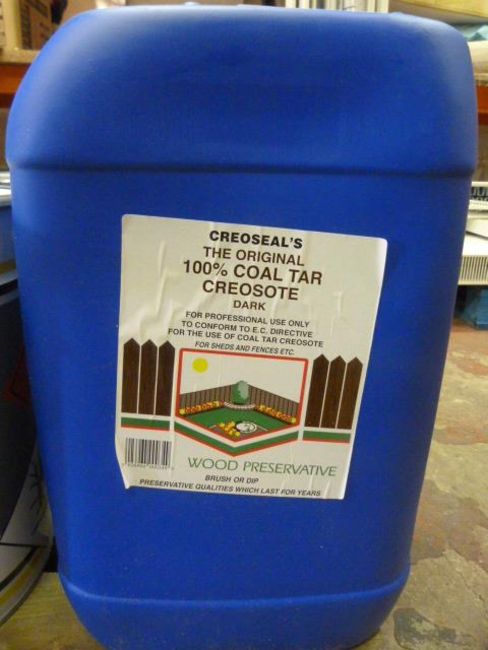 CREOSEAL'S
THE ORIGINAL
100% COAL TAR
CREOSOTE
DARK
FOR PROFESSIONAL USE ONLY
TO CONFORM TO E.C. DIRECTIVE
FOR THE USE OF COAL TAR CREOSOTE
FOR SHEDS AND FENCES ETC.
WOOD PRESERVATIVE
BRUSH OR DIP
PRESERVATIVE QUALITIES WHICH LAST FOR YEARS